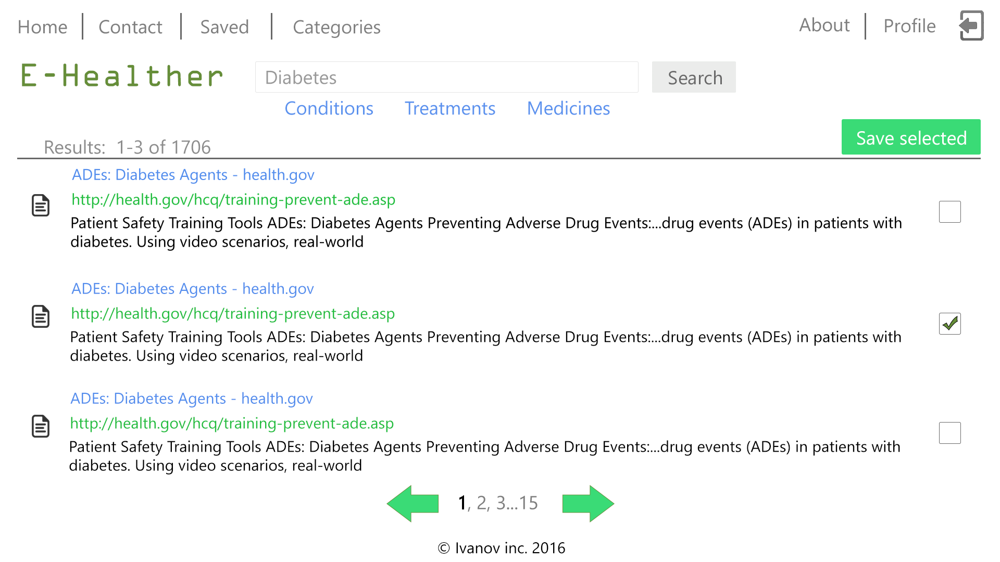 Home Contact Saved Categories About Profile
E-Healther Diabetes Search
Conditions Treatments Medicines
Save selected
Results: 1-3 of 1706
ADEs: Diabetes Agents - health.gov
http://health.gov/hcq/training-prevent-ade.asp
Patient Safety Training Tools ADEs: Diabetes Agents Preventing Adverse Drug Events:...drug events (ADEs) in patients with
diabetes. Using video scenarios, real-world
ADEs: Diabetes Agents - health.gov
http://health.gov/hcq/training-prevent-ade.asp
Patient Safety Training Tools ADEs: Diabetes Agents Preventing Adverse Drug Events:...drug events (ADEs) in patients with
diabetes. Using video scenarios, real-world
ADEs: Diabetes Agents - health.gov
http://health.gov/hcq/training-prevent-ade.asp
Patient Safety Training Tools ADEs: Diabetes Agents Preventing Adverse Drug Events:...drug events (ADEs) in patients with
diabetes. Using video scenarios, real-world
1, 2, 3...15
© Ivanov inc. 2016